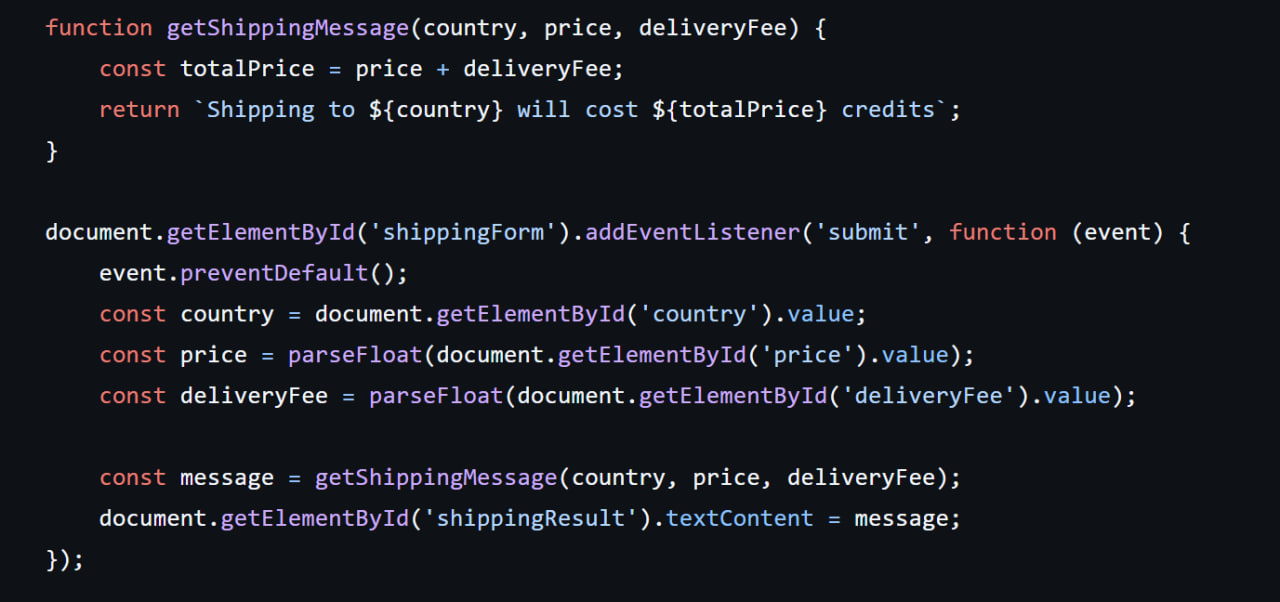 function getShippingMessage(country, price, deliveryFee) {
    const totalPrice = price + deliveryFee;
    return `Shipping to ${country} will cost ${totalPrice} credits`;
}

document.getElementById('shippingForm').addEventListener('submit', function (event) {
    event.preventDefault();
    const country = document.getElementById('country').value;
    const price = parseFloat(document.getElementById('price').value);
    const deliveryFee = parseFloat(document.getElementById('deliveryFee').value);

    const message = getShippingMessage(country, price, deliveryFee);
    document.getElementById('shippingResult').textContent = message;
});